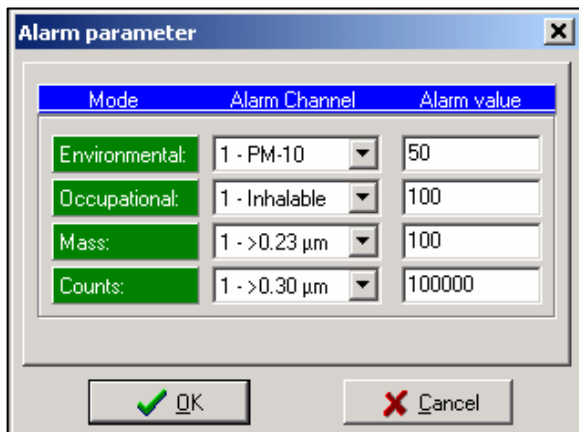 Alarm parameter
Mode Alarm Channel Alarm value
Environmental: 1 - PM-10 50
Occupational: 1 - Inhalable 100
Mass: 1 - >0.23 µm 100
Counts: 1 - >0.30 µm 100000
OK Cancel